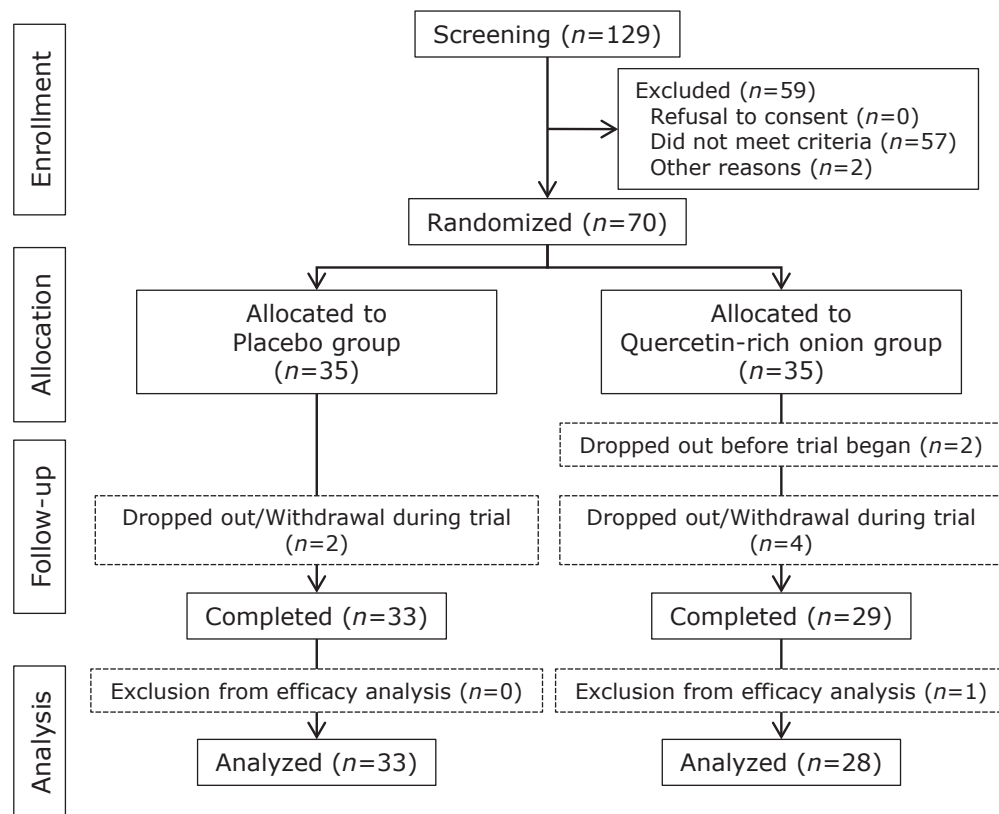 Enrollment
Screening (n=129)
Excluded (n=59)
Refusal to consent (n=0)
Did not meet criteria (n=57)
Other reasons (n=2)
Randomized (n=70)
Allocation
Allocated to
Placebo group
(n=35)
Allocated to
Quercetin-rich onion group
(n=35)
Follow-up
Dropped out before trial began (n=2)
Dropped out/Withdrawal during trial
(n=2)
Dropped out/Withdrawal during trial
(n=4)
Completed (n=33)
Completed (n=29)
Analysis
Exclusion from efficacy analysis (n=0)
Exclusion from efficacy analysis (n=1)
Analyzed (n=33)
Analyzed (n=28)